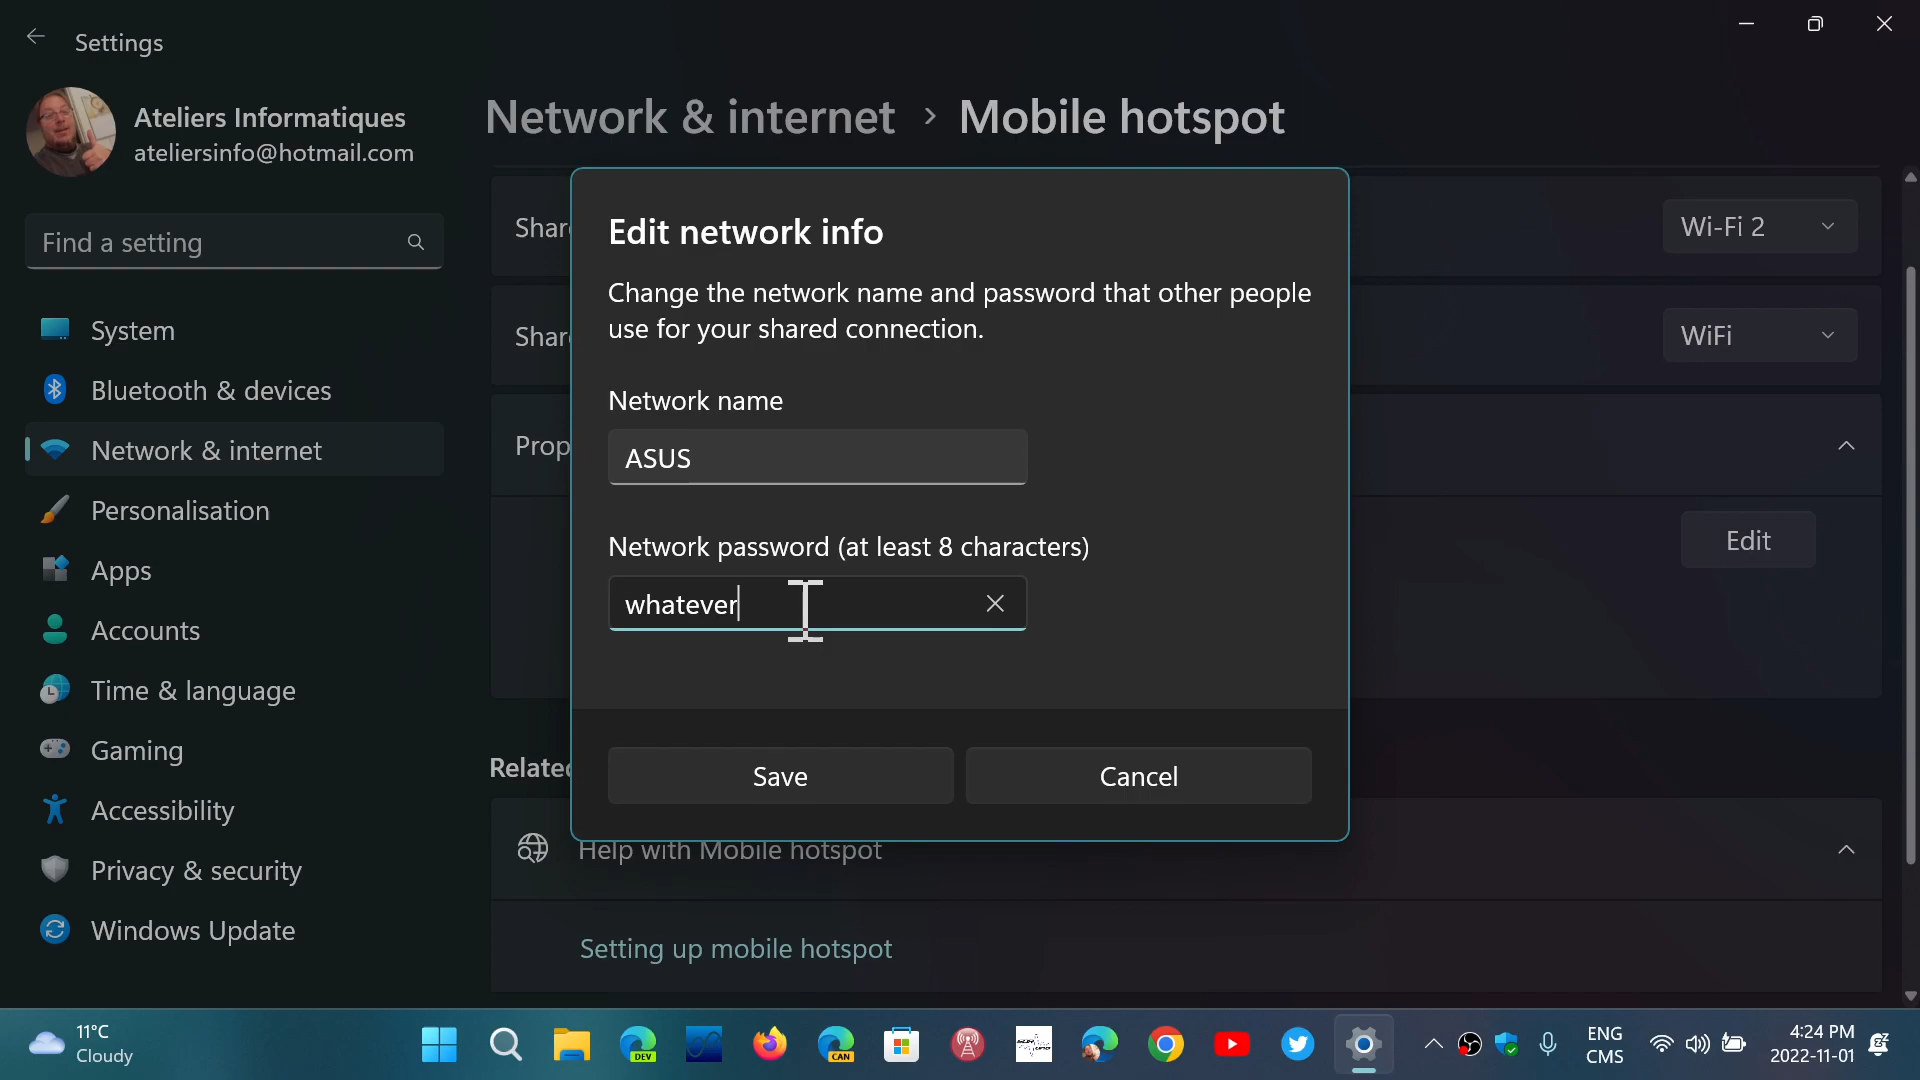 Settings
Ateliers Informatiques
ateliersinfo@hotmail.com
Find a setting
System
Bluetooth & devices
Network & internet
Personalisation
Apps
Accounts
Time & language
Gaming
Accessibility
Privacy & security
Windows Update
Network & internet > Mobile hotspot
Shar
Wi-Fi 2
Shar
WiFi
Prop
Edit
Edit network info
Change the network name and password that other people
use for your shared connection.
Network name
ASUS
Network password (at least 8 characters)
whatever
Save
Cancel
Related
Help with Mobile hotspot
Setting up mobile hotspot
11°C
Cloudy
DEV
CAN
ENG
CMS
4:24 PM
2022-11-01